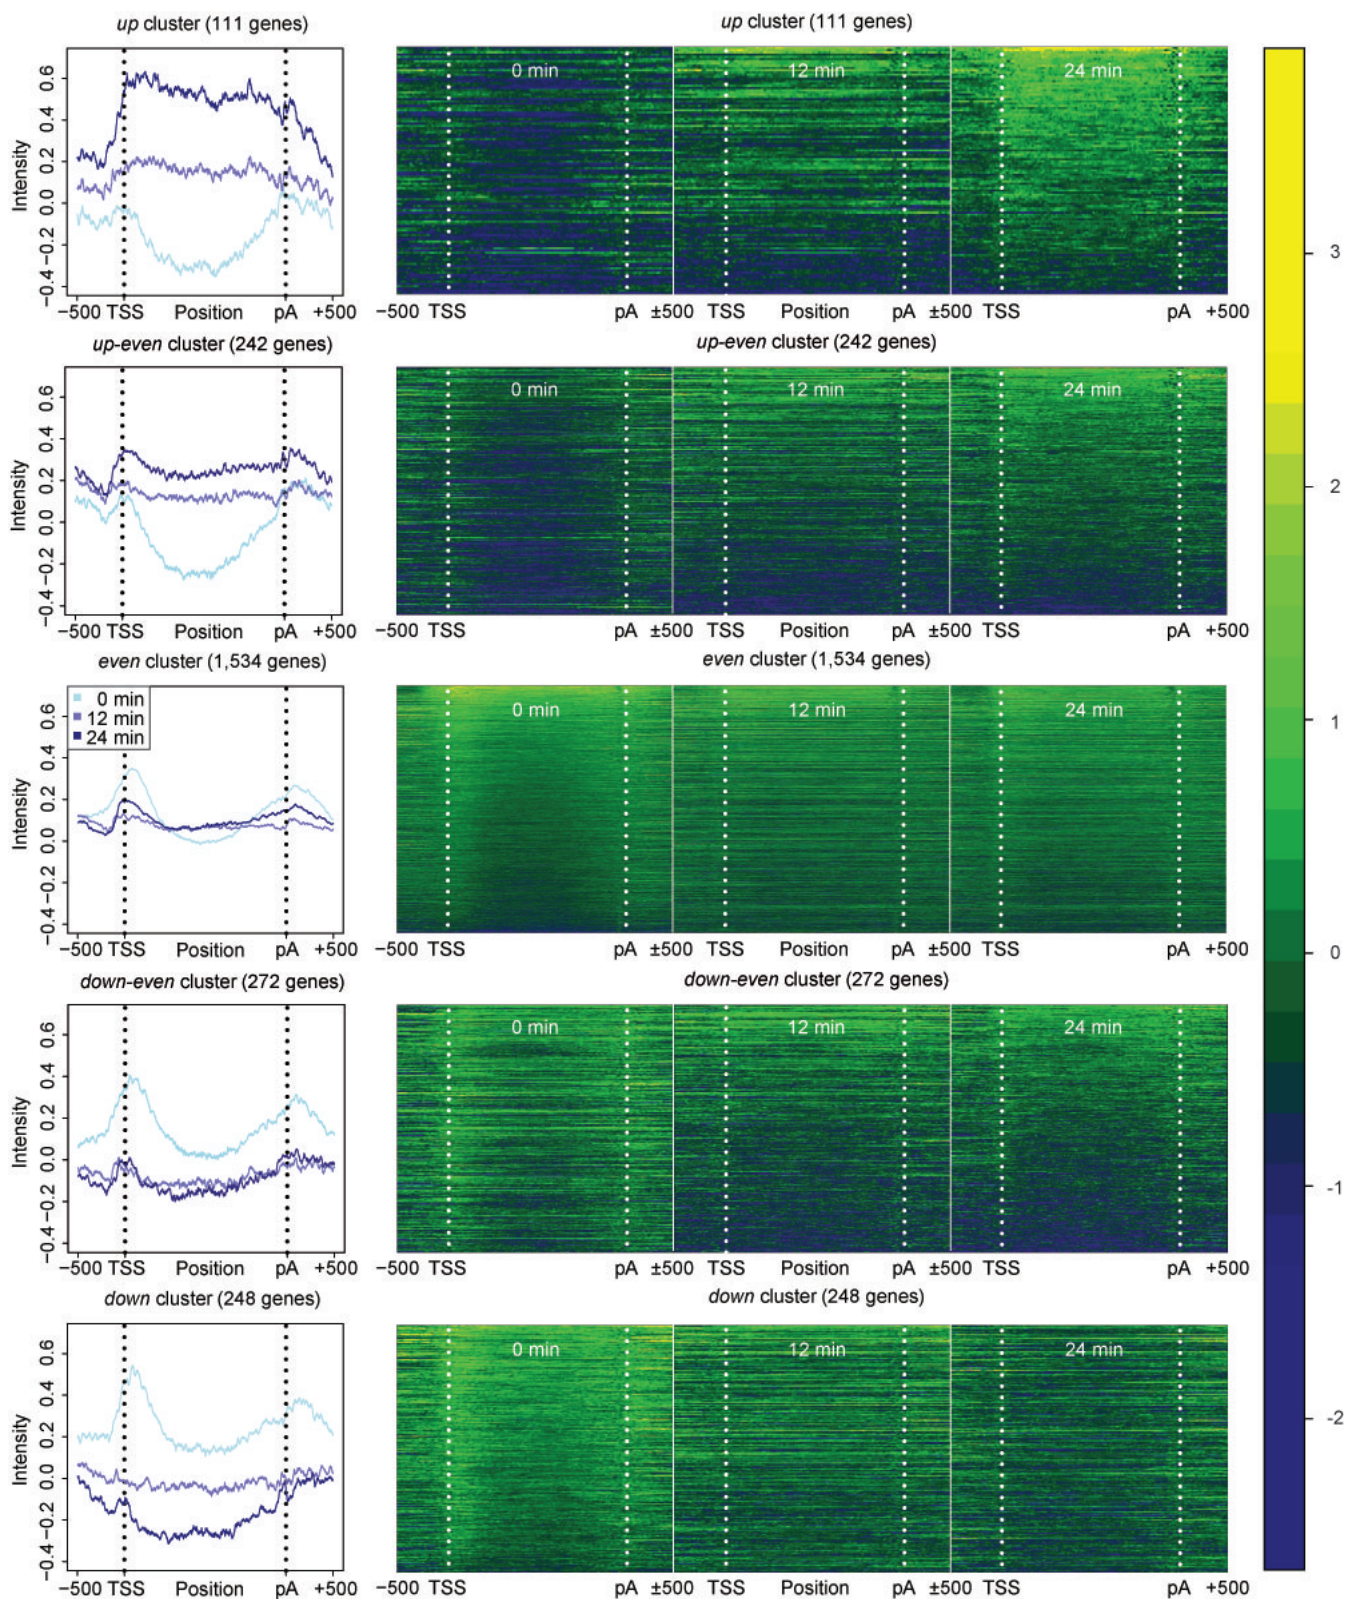 up cluster (111 genes)
up cluster (111 genes)
Intensity
0.6
0.4
0.2
0.0
−0.2
−0.4
−500 TSS Position pA +500
0 min 12 min 24 min
−500 TSS pA ±500 TSS Position pA ±500 TSS pA +500
up-even cluster (242 genes)
up-even cluster (242 genes)
Intensity
0.6
0.4
0.2
0.0
−0.2
−0.4
−500 TSS Position pA +500
0 min 12 min 24 min
−500 TSS pA ±500 TSS Position pA ±500 TSS pA +500
even cluster (1,534 genes)
even cluster (1,534 genes)
Intensity
0.6
0.4
0.2
0.0
−0.2
−0.4
0 min
12 min
24 min
−500 TSS Position pA +500
0 min 12 min 24 min
−500 TSS pA ±500 TSS Position pA ±500 TSS pA +500
down-even cluster (272 genes)
down-even cluster (272 genes)
Intensity
0.6
0.4
0.2
0.0
−0.2
−0.4
−500 TSS Position pA +500
0 min 12 min 24 min
−500 TSS pA ±500 TSS Position pA ±500 TSS pA +500
down cluster (248 genes)
down cluster (248 genes)
Intensity
0.6
0.4
0.2
0.0
−0.2
−0.4
−500 TSS Position pA +500
0 min 12 min 24 min
−500 TSS pA ±500 TSS Position pA ±500 TSS pA +500
3
2
1
0
-1
-2